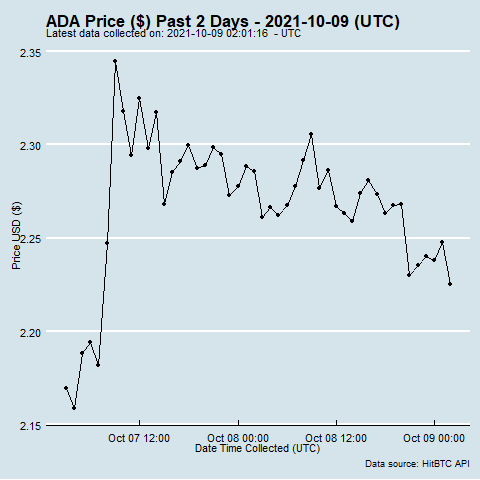 ADA Price ($) Past 2 Days - 2021-10-09 (UTC)
Latest data collected on: 2021-10-09 02:01:16  - UTC
2.35
2.30
2.25
2.20
2.15
Price USD ($)
Oct 07 12:00
Oct 08 00:00
Oct 08 12:00
Oct 09 00:00
Date Time Collected (UTC)
Data source: HitBTC API